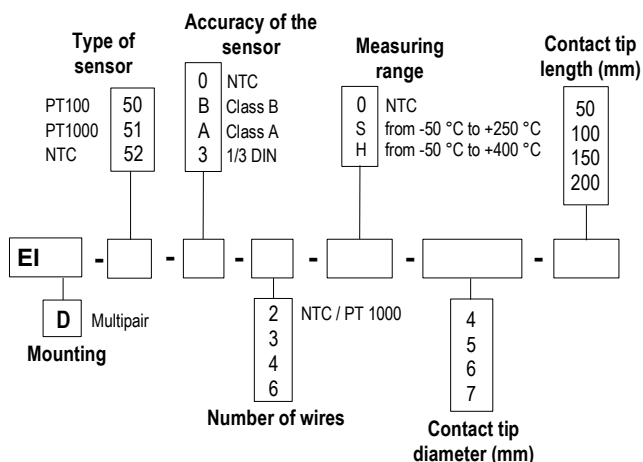 Type of
sensor
PT100 50
PT1000 51
NTC 52
Accuracy of the
sensor
0 NTC
B Class B
A Class A
3 1/3 DIN
Measuring
range
0 NTC
S from -50 °C to +250 °C
H from -50 °C to +400 °C
Contact tip
length (mm)
50
100
150
200
EI - - - - - -
D Multipair
Mounting
2 NTC / PT 1000
3
4
6
Number of wires
4
5
6
7
Contact tip
diameter (mm)